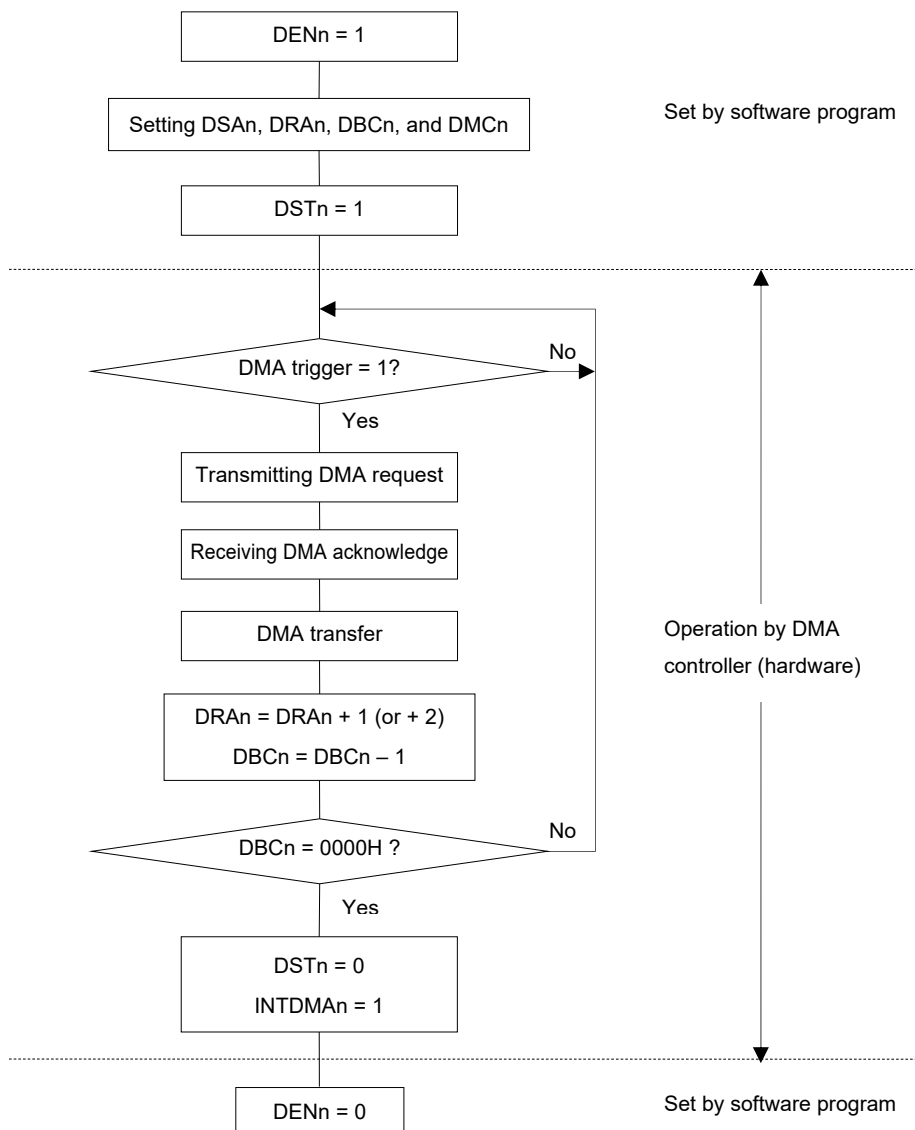 DENn = 1
Setting DSAn, DRAn, DBCn, and DMCn
Set by software program
DSTn = 1
DMA trigger = 1?
No
Yes
Transmitting DMA request
Receiving DMA acknowledge
DMA transfer
Operation by DMA
controller (hardware)
DRAn = DRAn + 1 (or + 2)
DBCn = DBCn – 1
DBCn = 0000H ?
No
Yes
DSTn = 0
INTDMAn = 1
DENn = 0
Set by software program